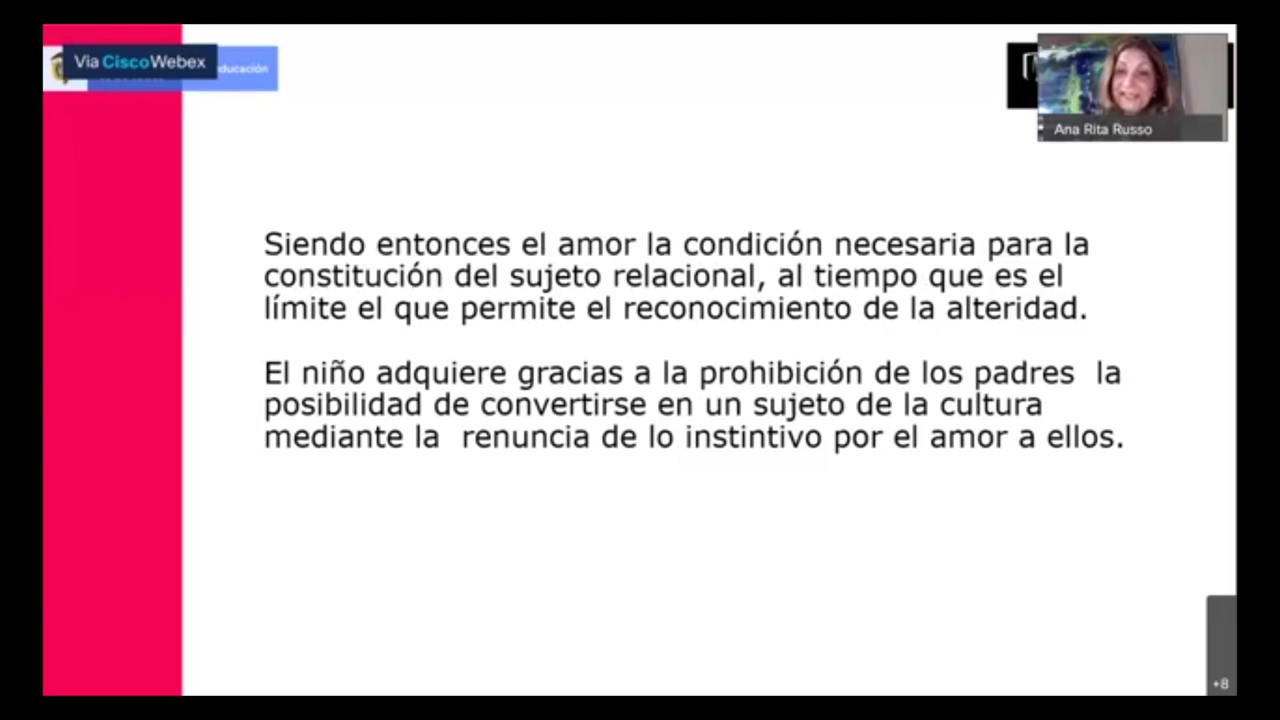 Via CiscoWebex
educación
Ana Rita Russo
Siendo entonces el amor la condición necesaria para la
constitución del sujeto relacional, al tiempo que es el
límite el que permite el reconocimiento de la alteridad.
El niño adquiere gracias a la prohibición de los padres la
posibilidad de convertirse en un sujeto de la cultura
mediante la renuncia de lo instintivo por el amor a ellos.
+8